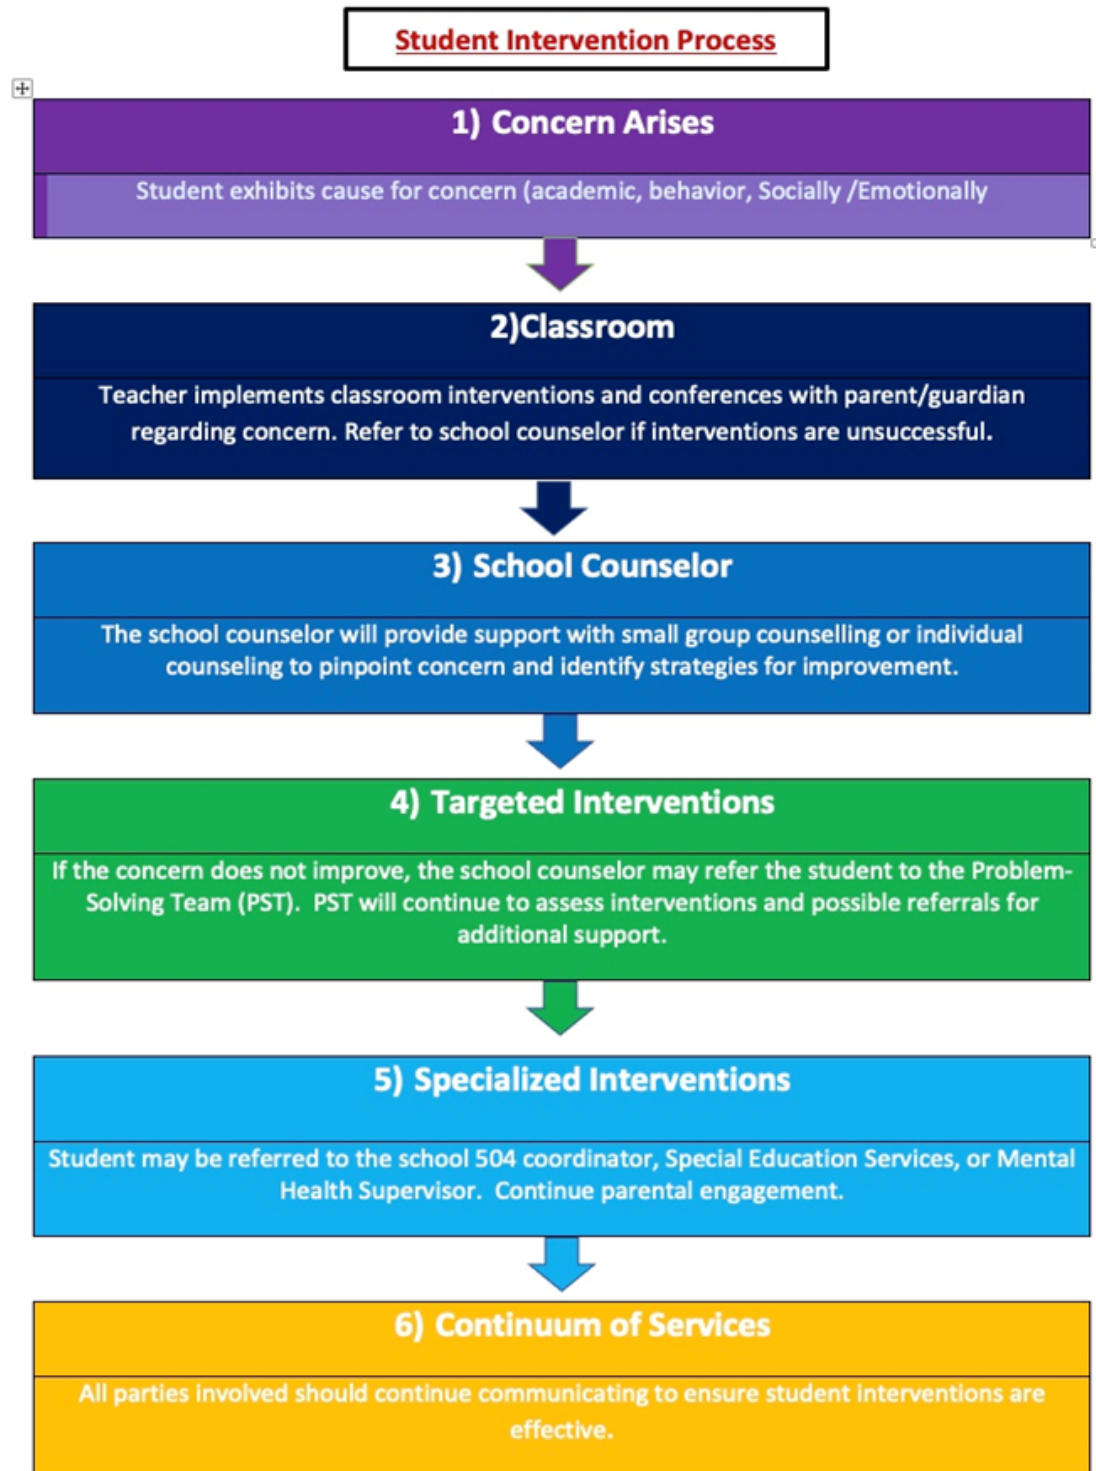 Student Intervention Process
1) Concern Arises
Student exhibits cause for concern (academic, behavior, Socially /Emotionally
2)Classroom
Teacher implements classroom interventions and conferences with parent/guardian
regarding concern. Refer to school counselor if interventions are unsuccessful.
3) School Counselor
The school counselor will provide support with small group counselling or individual
counseling to pinpoint concern and identify strategies for improvement.
4) Targeted Interventions
If the concern does not improve, the school counselor may refer the student to the Problem-
Solving Team (PST). PST will continue to assess interventions and possible referrals for
additional support.
5) Specialized Interventions
Student may be referred to the school 504 coordinator, Special Education Services, or Mental
Health Supervisor. Continue parental engagement.
6) Continuum of Services
All parties involved should continue communicating to ensure student interventions are
effective.